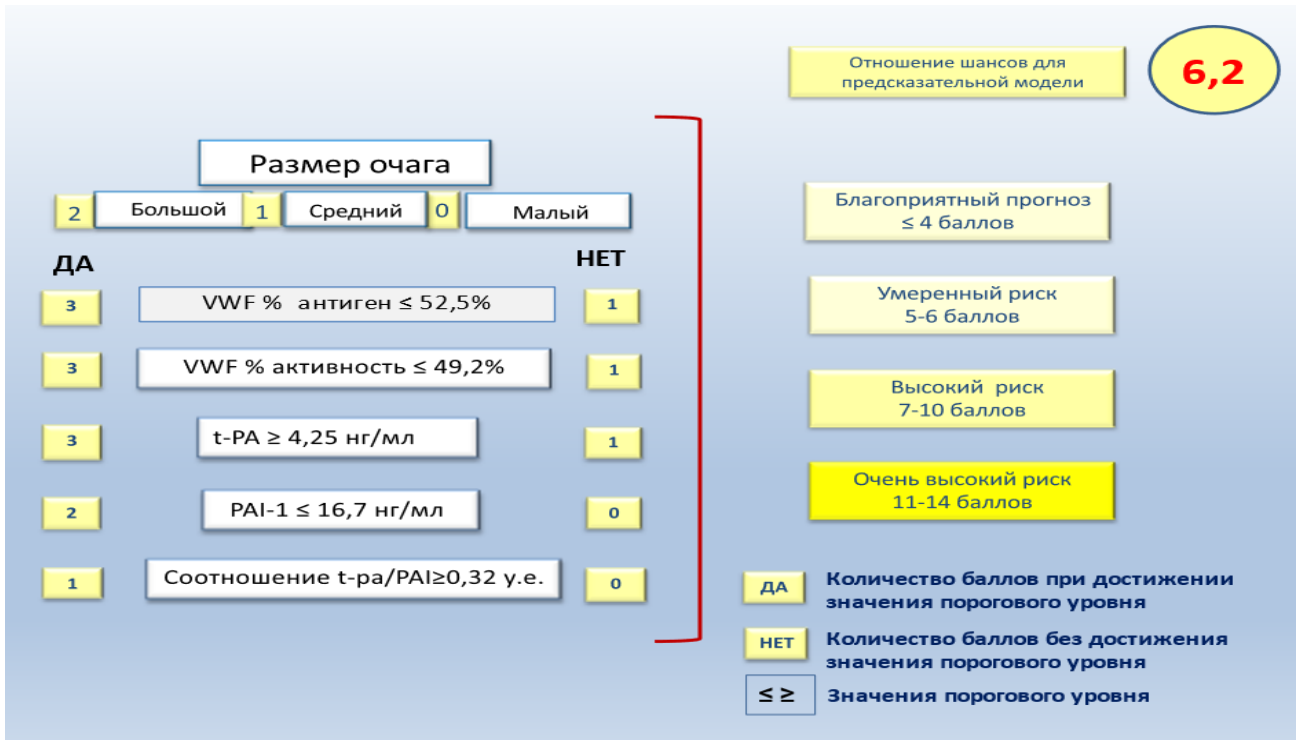 Отношение шансов для
предсказательной модели
6,2
Размер очага
2 Большой 1 Средний 0 Малый
ДА НЕТ
3 VWF % антиген ≤ 52,5% 1
3 VWF % активность ≤ 49,2% 1
3 t-PA ≥ 4,25 нг/мл 1
2 PAI-1 ≤ 16,7 нг/мл 0
1 Соотношение t-pa/PAI≥0,32 у.е. 0
Благоприятный прогноз
≤ 4 баллов
Умеренный риск
5-6 баллов
Высокий риск
7-10 баллов
Очень высокий риск
11-14 баллов
ДА Количество баллов при достижении
значения порогового уровня
НЕТ Количество баллов без достижения
значения порогового уровня
≤ ≥ Значения порогового уровня